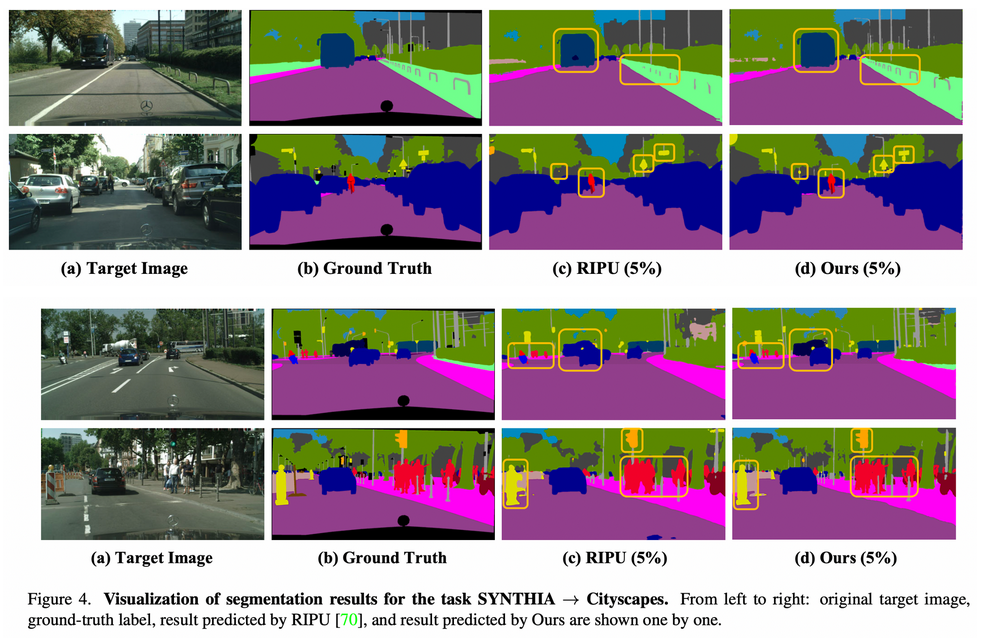 (a) Target Image (b) Ground Truth (c) RIPU (5%) (d) Ours (5%)
(a) Target Image (b) Ground Truth (c) RIPU (5%) (d) Ours (5%)
Figure 4. Visualization of segmentation results for the task SYNTHIA → Cityscapes. From left to right: original target image,
ground-truth label, result predicted by RIPU [70], and result predicted by Ours are shown one by one.